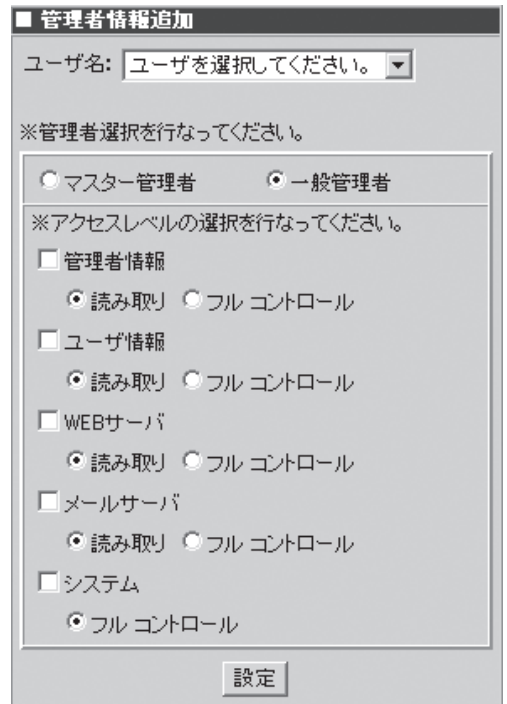 ■ 管理者情報追加
ユーザ名: ユーザを選択してください。
※管理者選択を行なってください。
マスター管理者 一般管理者
※アクセスレベルの選択を行なってください。
管理者情報
読み取り フル コントロール
ユーザ情報
読み取り フル コントロール
WEBサーバ
読み取り フル コントロール
メールサーバ
読み取り フル コントロール
システム
フル コントロール
設定